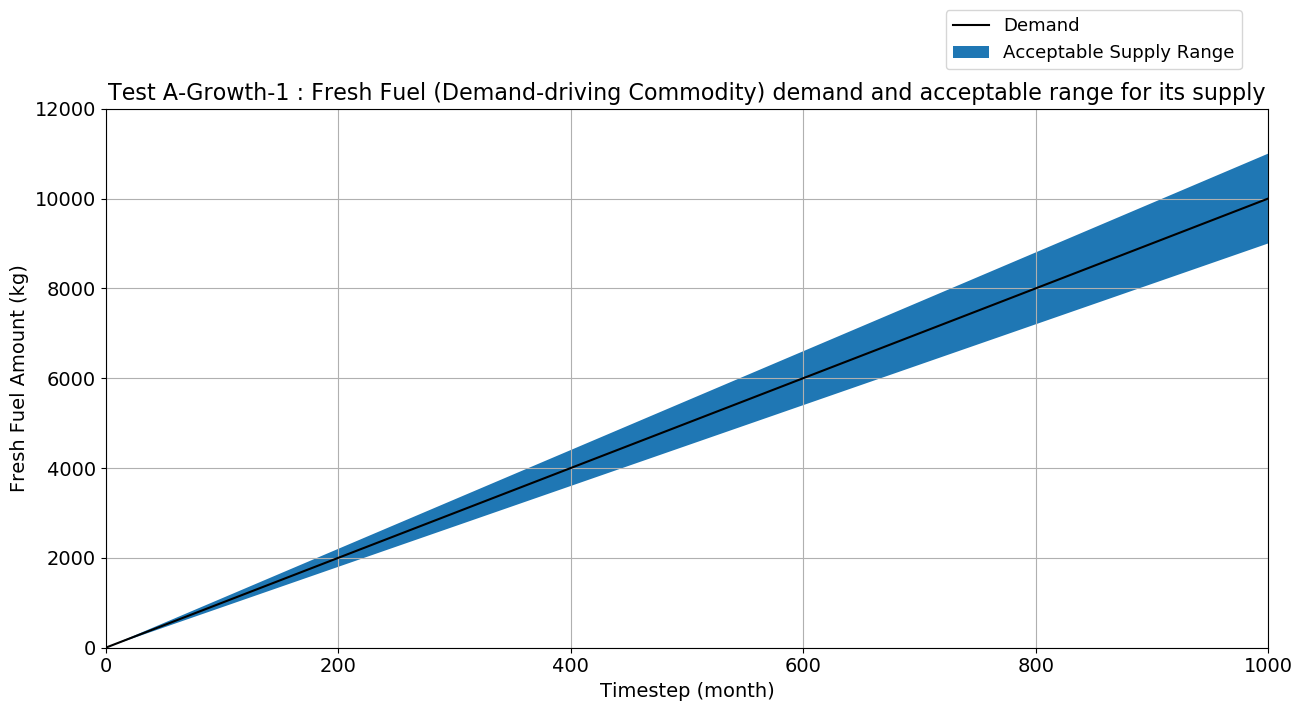 Demand
Acceptable Supply Range
Test A-Growth-1 : Fresh Fuel (Demand-driving Commodity) demand and acceptable range for its supply
12000
10000
8000
6000
4000
2000
0
Fresh Fuel Amount (kg)
0 200 400 600 800 1000
Timestep (month)